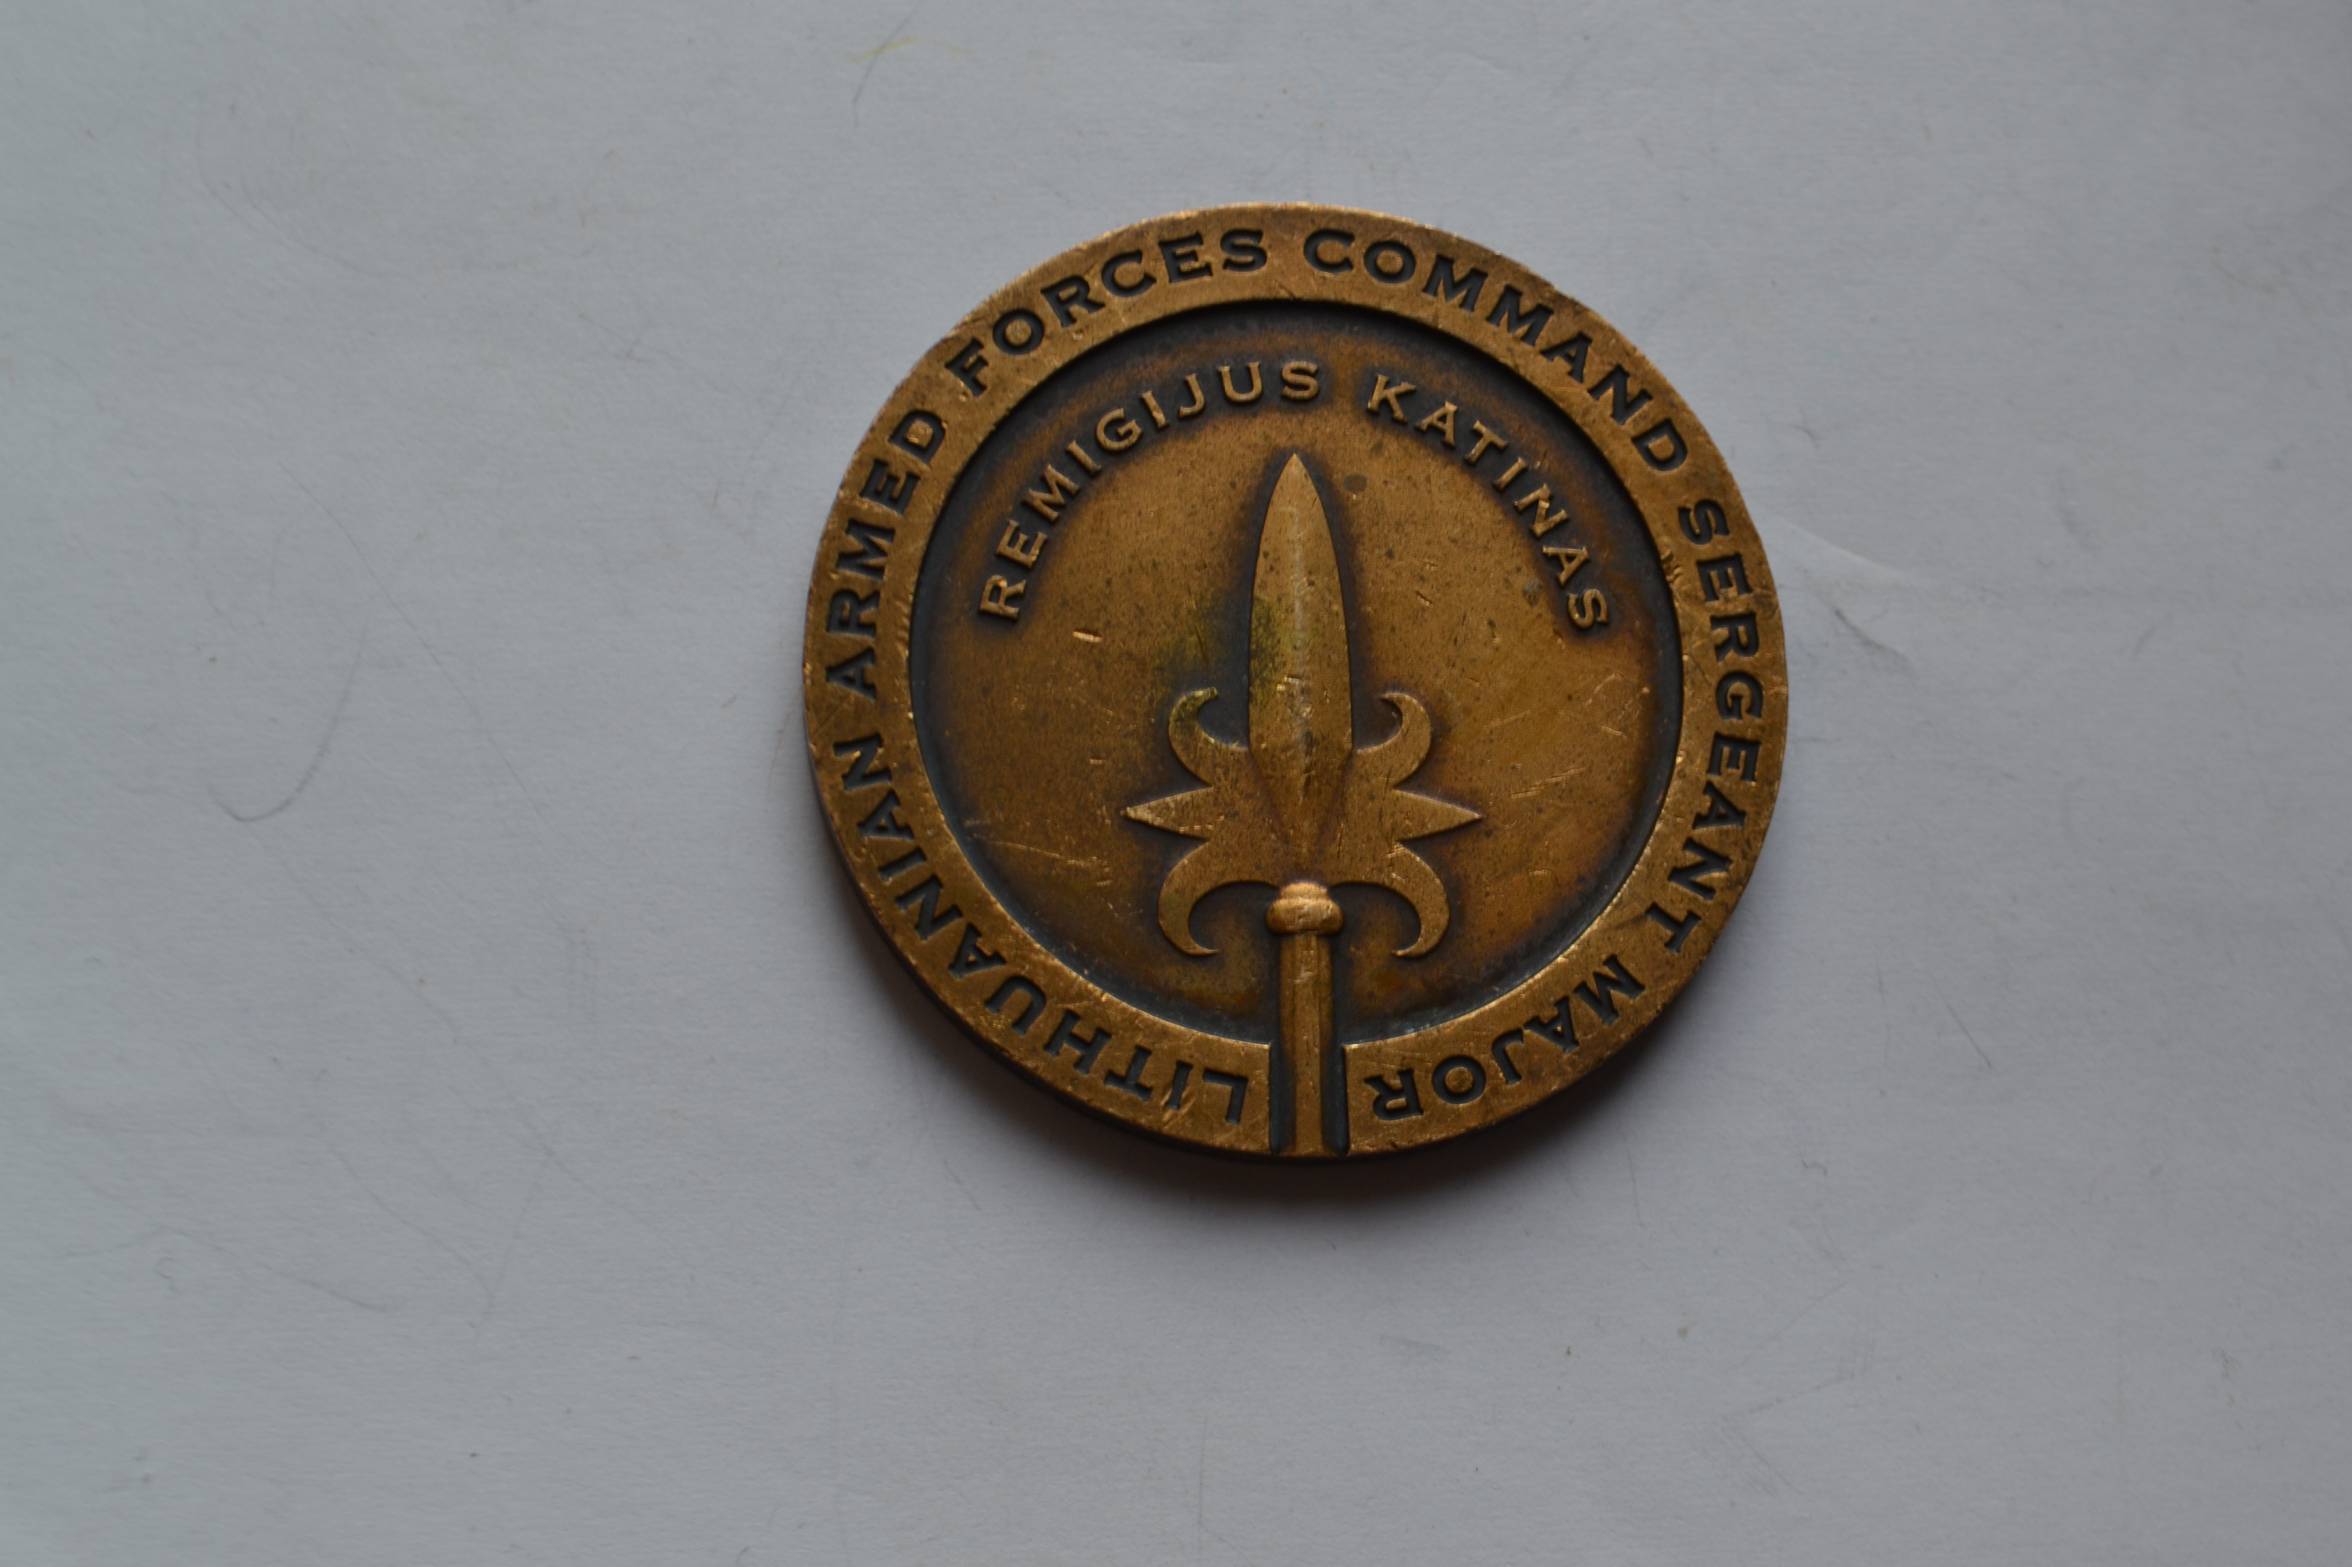 LITHUANIAN ARMED FORCES COMMAND SERGEANT MAJOR
REMIGIJUS KATINAS